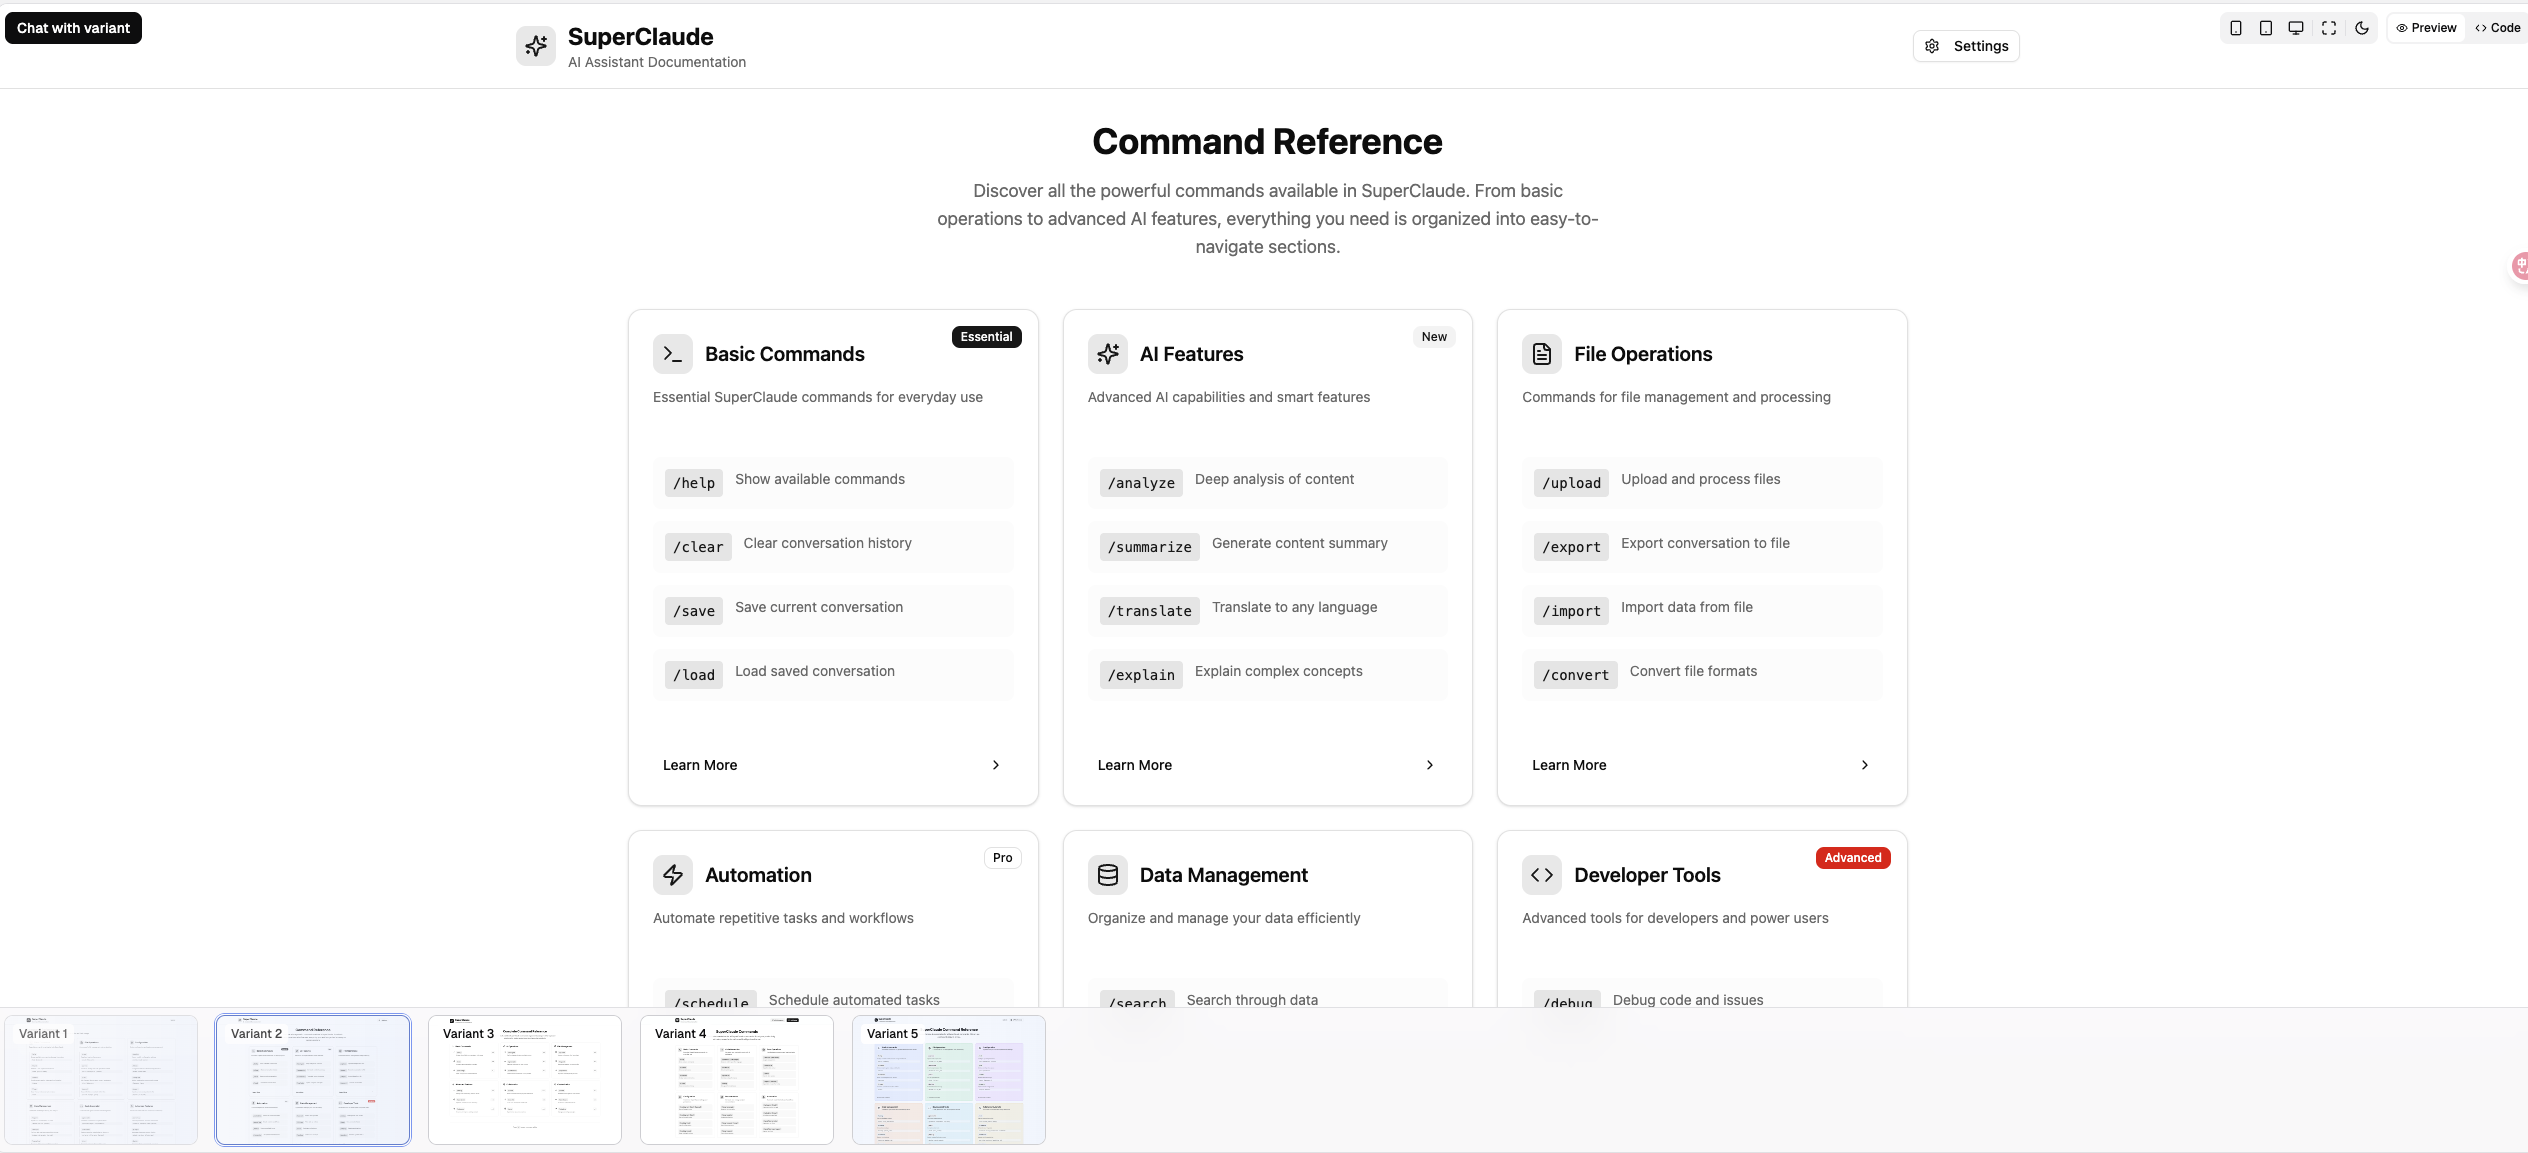 Chat with variant
SuperClaude
AI Assistant Documentation
Settings
Preview
Code
Command Reference
Discover all the powerful commands available in SuperClaude. From basic
operations to advanced AI features, everything you need is organized into easy-to-
navigate sections.
Basic Commands
Essential
Essential SuperClaude commands for everyday use
/help Show available commands
/clear Clear conversation history
/save Save current conversation
/load Load saved conversation
Learn More
AI Features
New
Advanced AI capabilities and smart features
/analyze Deep analysis of content
/summarize Generate content summary
/translate Translate to any language
/explain Explain complex concepts
Learn More
File Operations
Commands for file management and processing
/upload Upload and process files
/export Export conversation to file
/import Import data from file
/convert Convert file formats
Learn More
Automation
Pro
Automate repetitive tasks and workflows
/schedule Schedule automated tasks
Data Management
Organize and manage your data efficiently
/search Search through data
Developer Tools
Advanced
Advanced tools for developers and power users
/debug Debug code and issues
Variant 1
Variant 2
Variant 3
Variant 4
Variant 5